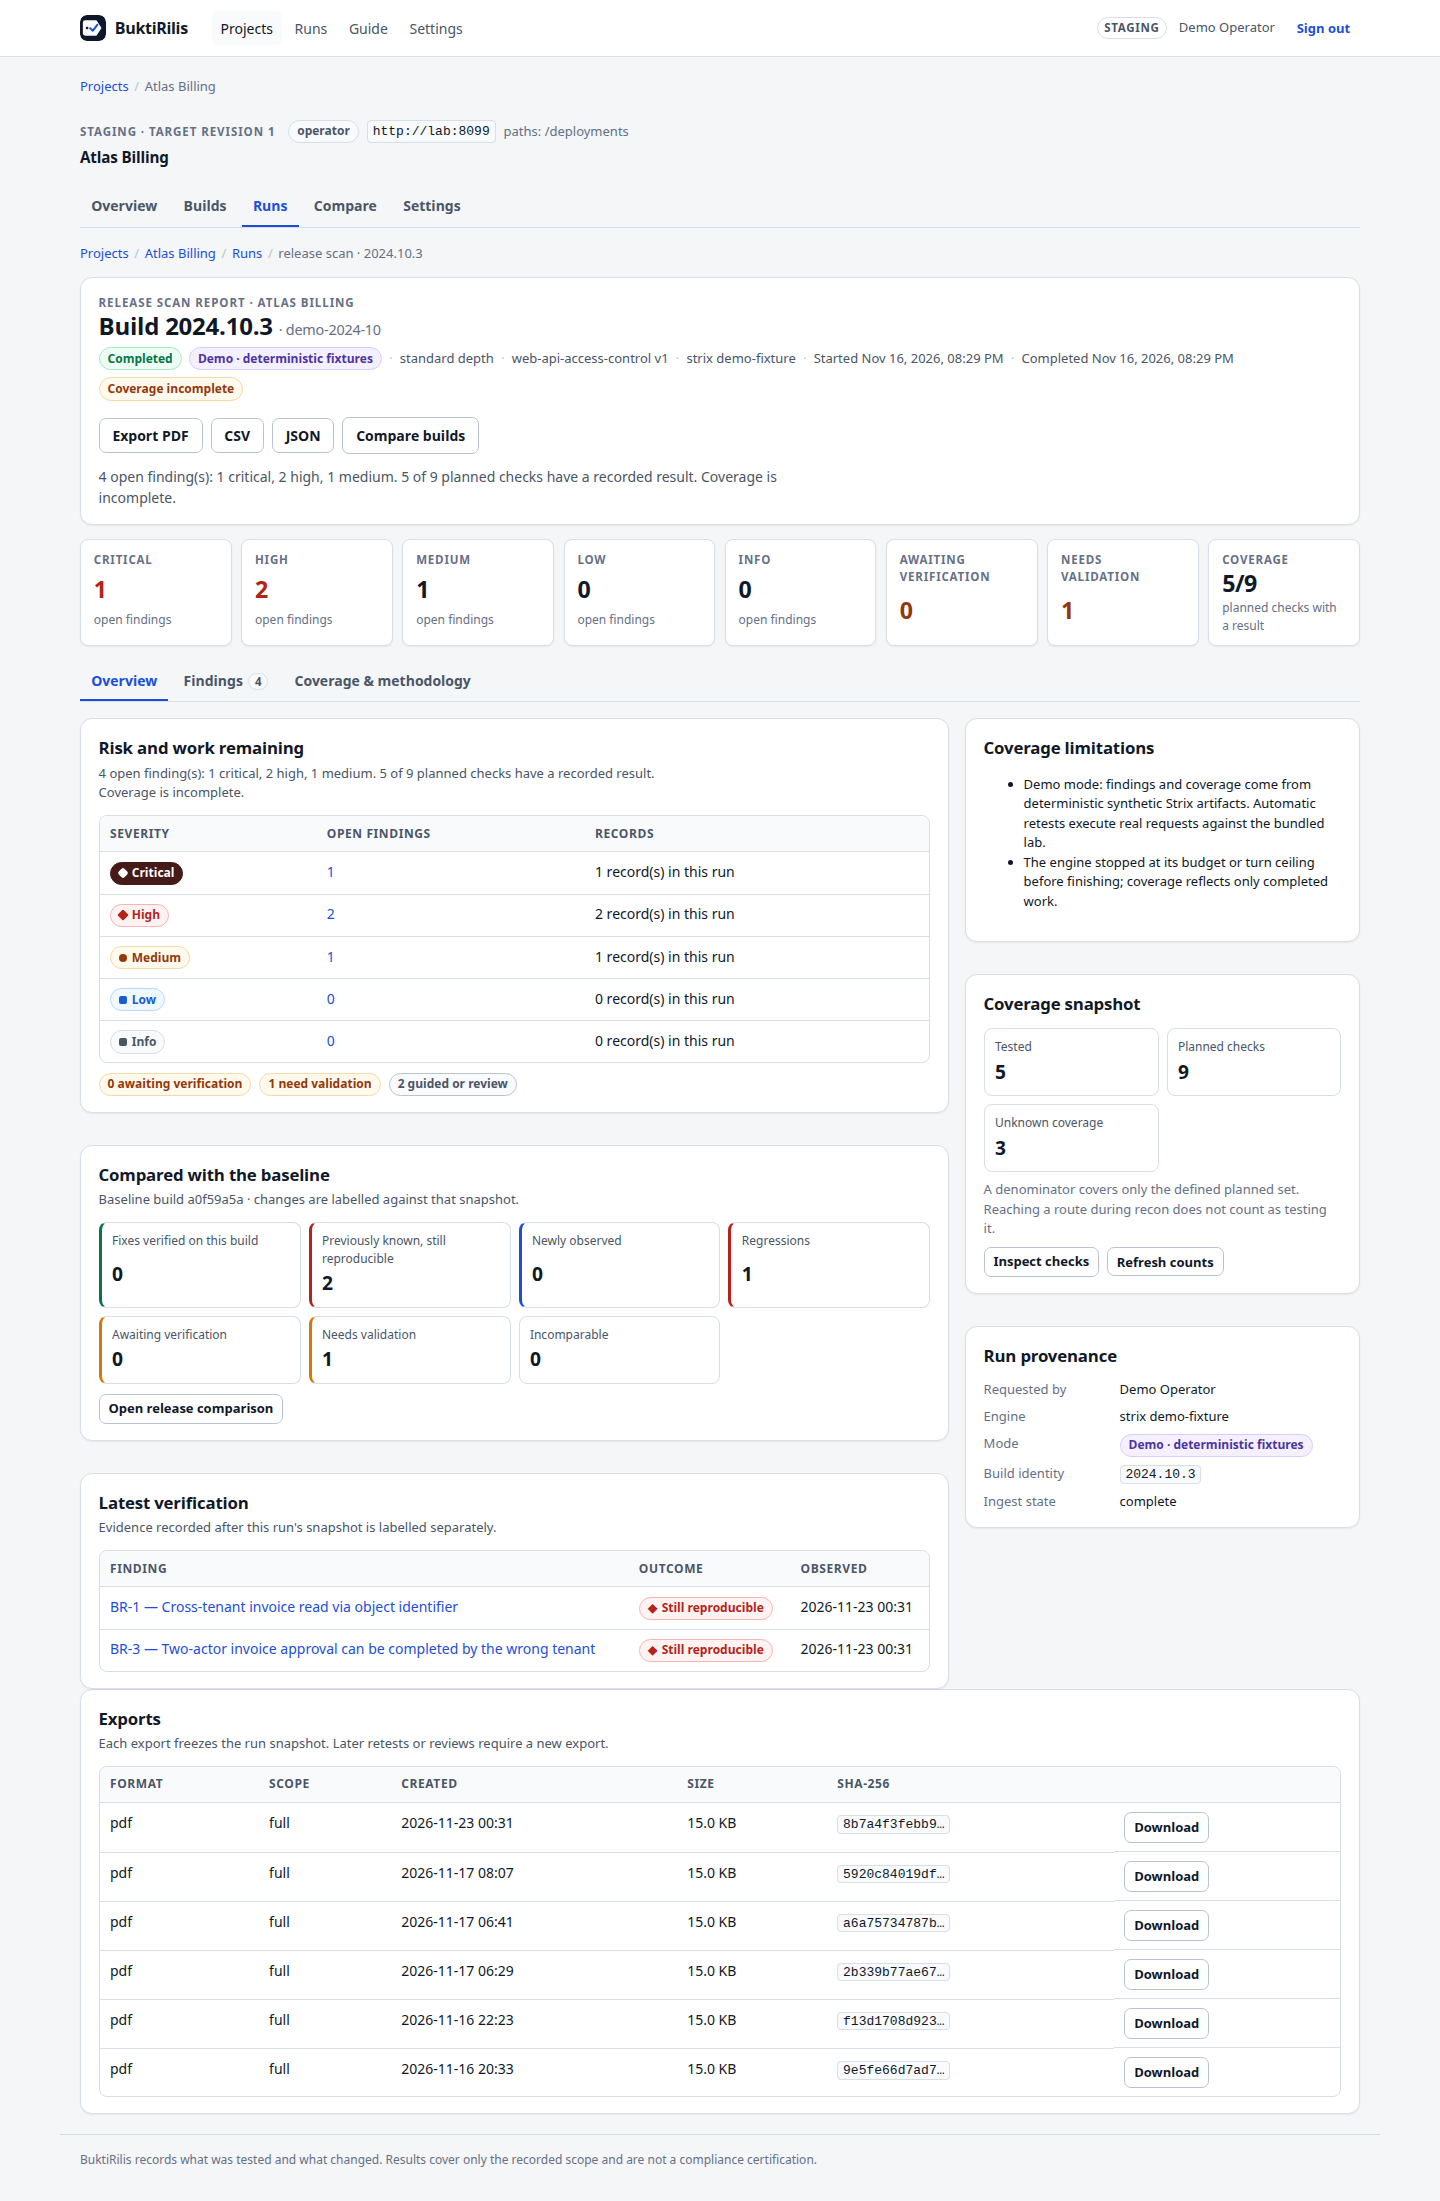 BuktiRilis
Projects
Runs
Guide
Settings
STAGING
Demo Operator
Sign out
Projects / Atlas Billing
STAGING · TARGET REVISION 1
operator
http://lab:8099
paths: /deployments
Atlas Billing
Overview
Builds
Runs
Compare
Settings
Projects / Atlas Billing / Runs / release scan · 2024.10.3
RELEASE SCAN REPORT · ATLAS BILLING
Build 2024.10.3 · demo-2024-10
Completed
Demo · deterministic fixtures
· standard depth · web-api-access-control v1 · strix demo-fixture · Started Nov 16, 2026, 08:29 PM · Completed Nov 16, 2026, 08:29 PM
Coverage incomplete
Export PDF
CSV
JSON
Compare builds
4 open finding(s): 1 critical, 2 high, 1 medium. 5 of 9 planned checks have a recorded result. Coverage is
incomplete.
CRITICAL
1
open findings
HIGH
2
open findings
MEDIUM
1
open findings
LOW
0
open findings
INFO
0
open findings
AWAITING
VERIFICATION
0
NEEDS
VALIDATION
1
COVERAGE
5/9
planned checks with
a result
Overview
Findings 4
Coverage & methodology
Risk and work remaining
4 open finding(s): 1 critical, 2 high, 1 medium. 5 of 9 planned checks have a recorded result.
Coverage is incomplete.
SEVERITY OPEN FINDINGS RECORDS
Critical 1 1 record(s) in this run
High 2 2 record(s) in this run
Medium 1 1 record(s) in this run
Low 0 0 record(s) in this run
Info 0 0 record(s) in this run
0 awaiting verification
1 need validation
2 guided or review
Compared with the baseline
Baseline build a0f59a5a · changes are labelled against that snapshot.
Fixes verified on this build
0
Previously known, still
reproducible
2
Newly observed
0
Regressions
1
Awaiting verification
0
Needs validation
1
Incomparable
0
Open release comparison
Latest verification
Evidence recorded after this run's snapshot is labelled separately.
FINDING OUTCOME OBSERVED
BR-1 — Cross-tenant invoice read via object identifier Still reproducible 2026-11-23 00:31
BR-3 — Two-actor invoice approval can be completed by the wrong tenant Still reproducible 2026-11-23 00:31
Coverage limitations
• Demo mode: findings and coverage come from
deterministic synthetic Strix artifacts. Automatic
retests execute real requests against the bundled
lab.
• The engine stopped at its budget or turn ceiling
before finishing; coverage reflects only completed
work.
Coverage snapshot
Tested
5
Planned checks
9
Unknown coverage
3
A denominator covers only the defined planned set.
Reaching a route during recon does not count as testing
it.
Inspect checks
Refresh counts
Run provenance
Requested by Demo Operator
Engine strix demo-fixture
Mode Demo · deterministic fixtures
Build identity 2024.10.3
Ingest state complete
Exports
Each export freezes the run snapshot. Later retests or reviews require a new export.
FORMAT SCOPE CREATED SIZE SHA-256
pdf full 2026-11-23 00:31 15.0 KB 8b7a4f3febb9… Download
pdf full 2026-11-17 08:07 15.0 KB 5920c84019df… Download
pdf full 2026-11-17 06:41 15.0 KB a6a75734787b… Download
pdf full 2026-11-17 06:29 15.0 KB 2b339b77ae67… Download
pdf full 2026-11-16 22:23 15.0 KB f13d1708d923… Download
pdf full 2026-11-16 20:33 15.0 KB 9e5fe66d7ad7… Download
BuktiRilis records what was tested and what changed. Results cover only the recorded scope and are not a compliance certification.